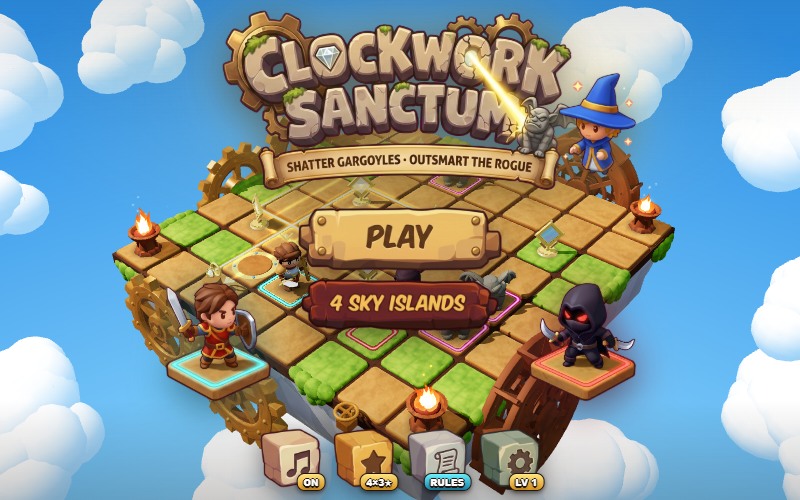 CLOCKWORK
SANCTUM
SHATTER GARGOYLES · OUTSMART THE ROGUE
PLAY
4 SKY ISLANDS
ON
4×3★
RULES
LV 1